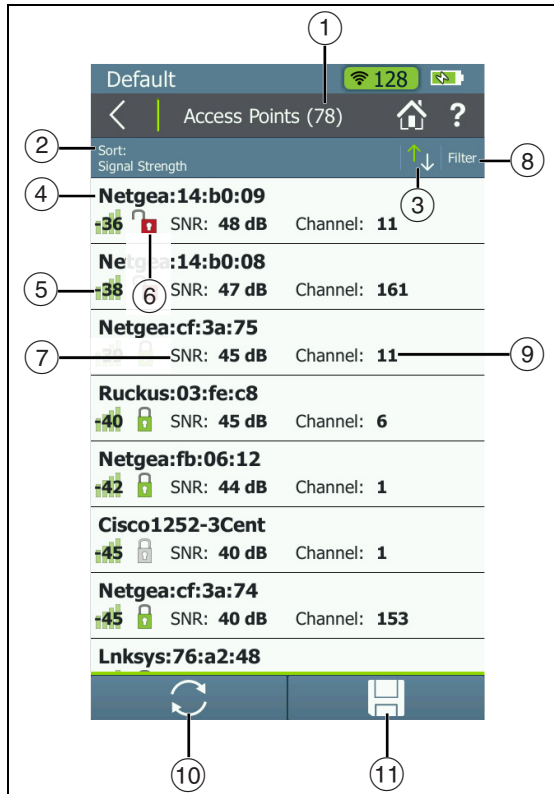 1
Default 128
Access Points (78) ?
2 Sort:
Signal Strength
Filter 8
3
4 Netgea:14:b0:09
-36 SNR: 48 dB Channel: 11
6
Netgea:14:b0:08
5 -38 SNR: 47 dB Channel: 161
Netgea:cf:3a:75
7 -39 SNR: 45 dB Channel: 11 9
Ruckus:03:fe:c8
-40 SNR: 45 dB Channel: 6
Netgea:fb:06:12
-42 SNR: 44 dB Channel: 1
Cisco1252-3Cent
-45 SNR: 40 dB Channel: 1
Netgea:cf:3a:74
-45 SNR: 40 dB Channel: 153
Lnksys:76:a2:48
10 11